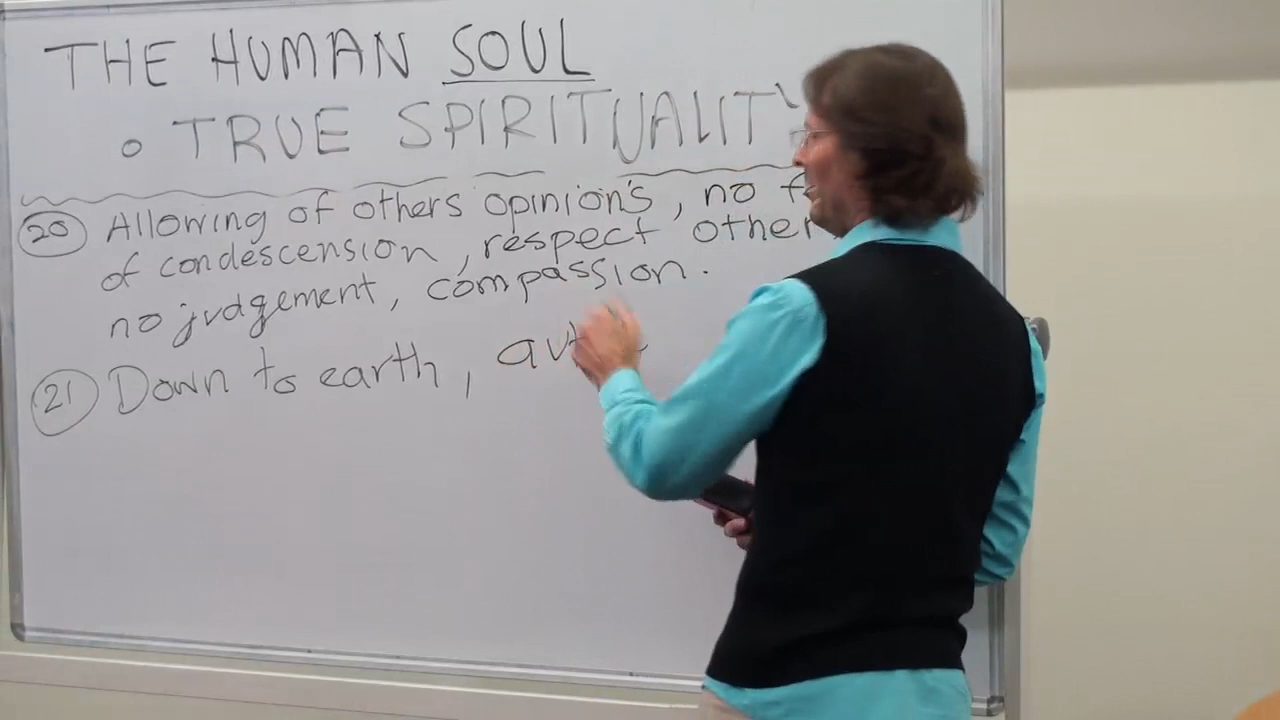 THE HUMAN SOUL
• TRUE SPIRITUALITY
20 Allowing of others opinion's, no
of condescension, respect other
no judgement, compassion.
21 Down to earth,